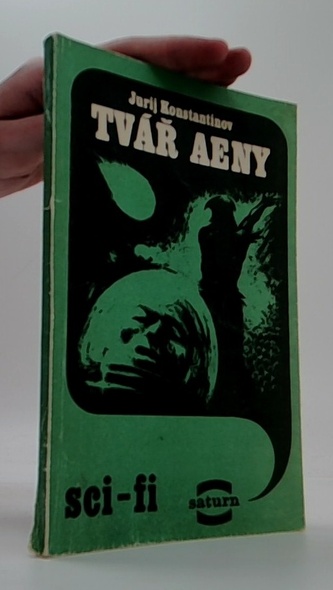 Jurij Konstantinov
TVÁŘ AENY
sci-fi
saturn